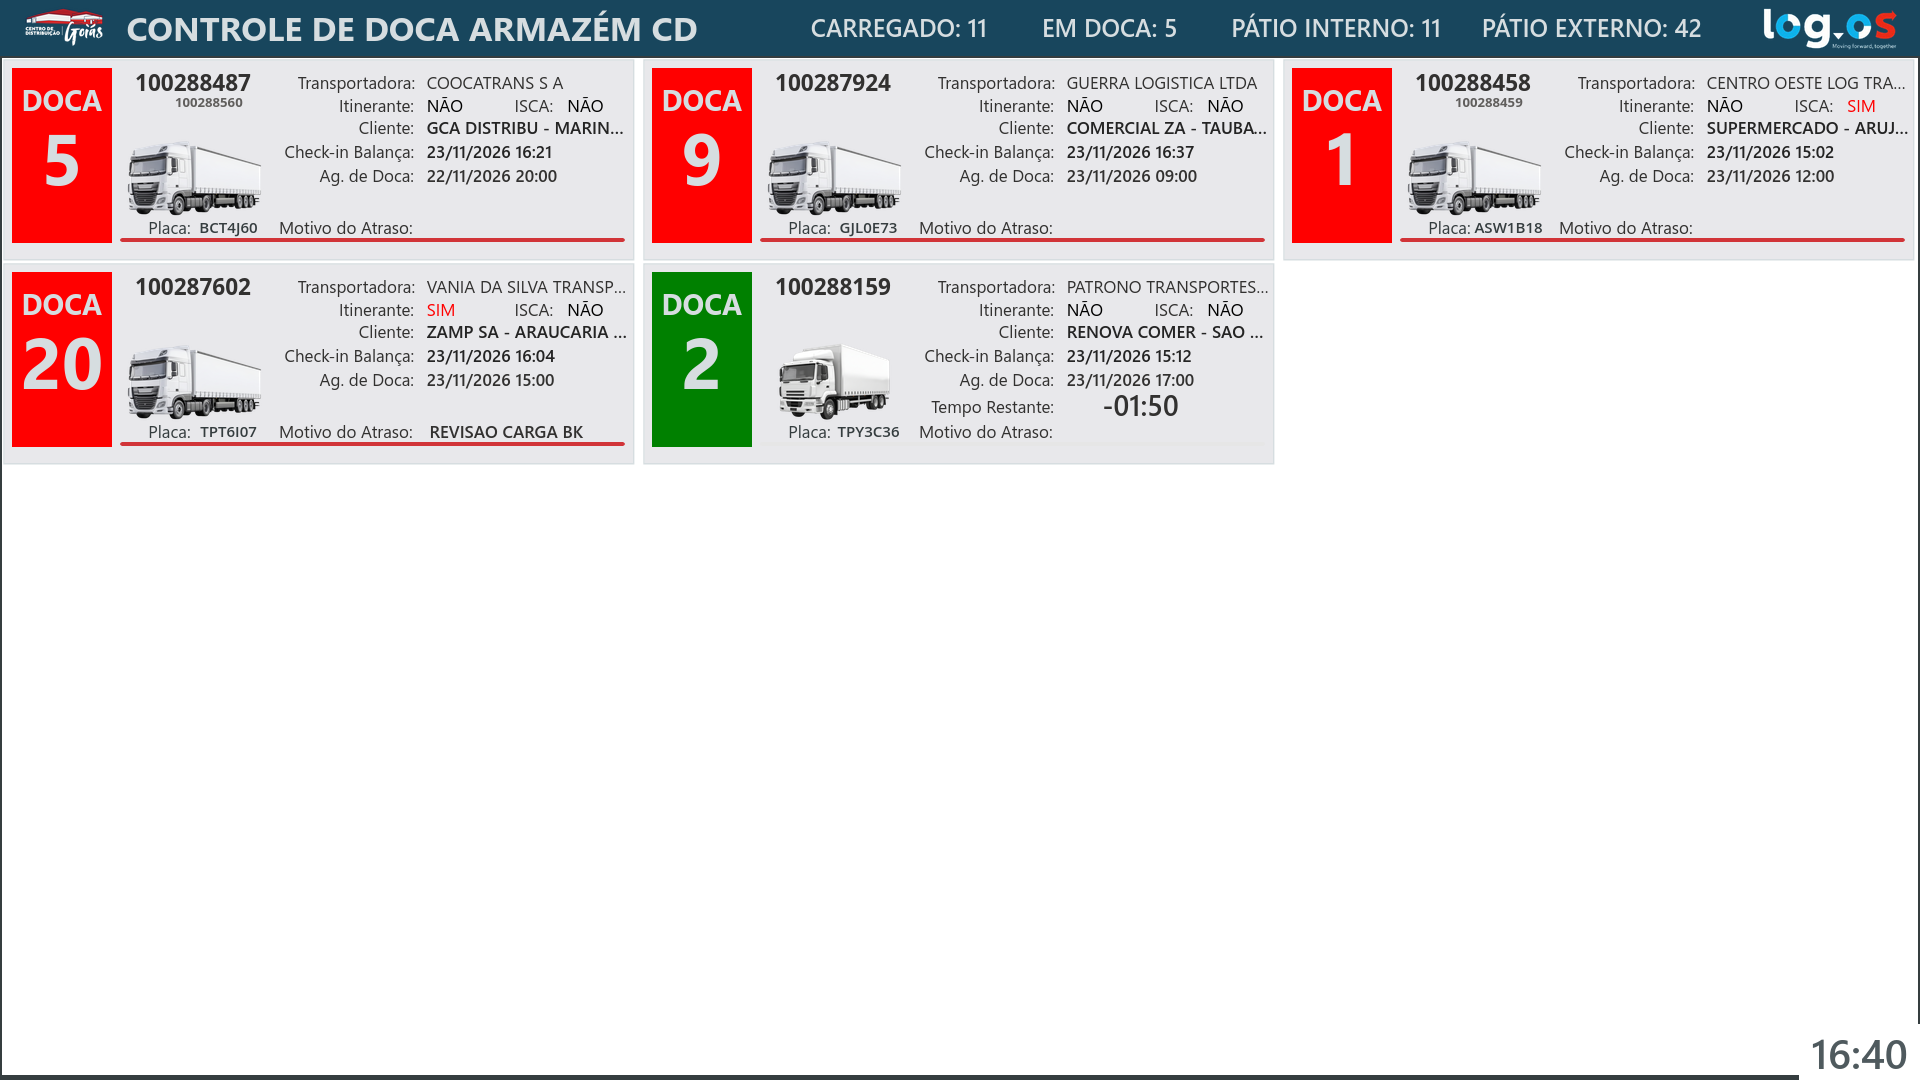 CENTRO DE DISTRIBUIÇÃO Goiás
CONTROLE DE DOCA ARMAZÉM CD
CARREGADO: 11
EM DOCA: 5
PÁTIO INTERNO: 11
PÁTIO EXTERNO: 42
log.os
Moving forward, together
DOCA
5
100288487
100288560
Transportadora: COOCATRANS S A
Itinerante: NÃO ISCA: NÃO
Cliente: GCA DISTRIBU - MARIN...
Check-in Balança: 23/11/2026 16:21
Ag. de Doca: 22/11/2026 20:00
Placa: BCT4J60 Motivo do Atraso:
DOCA
9
100287924
Transportadora: GUERRA LOGISTICA LTDA
Itinerante: NÃO ISCA: NÃO
Cliente: COMERCIAL ZA - TAUBA...
Check-in Balança: 23/11/2026 16:37
Ag. de Doca: 23/11/2026 09:00
Placa: GJL0E73 Motivo do Atraso:
DOCA
1
100288458
100288459
Transportadora: CENTRO OESTE LOG TRA...
Itinerante: NÃO ISCA: SIM
Cliente: SUPERMERCADO - ARUJ...
Check-in Balança: 23/11/2026 15:02
Ag. de Doca: 23/11/2026 12:00
Placa: ASW1B18 Motivo do Atraso:
DOCA
20
100287602
Transportadora: VANIA DA SILVA TRANSP...
Itinerante: SIM ISCA: NÃO
Cliente: ZAMP SA - ARAUCARIA ...
Check-in Balança: 23/11/2026 16:04
Ag. de Doca: 23/11/2026 15:00
Placa: TPT6I07 Motivo do Atraso: REVISAO CARGA BK
DOCA
2
100288159
Transportadora: PATRONO TRANSPORTES...
Itinerante: NÃO ISCA: NÃO
Cliente: RENOVA COMER - SAO ...
Check-in Balança: 23/11/2026 15:12
Ag. de Doca: 23/11/2026 17:00
Tempo Restante: -01:50
Placa: TPY3C36 Motivo do Atraso:
16:40